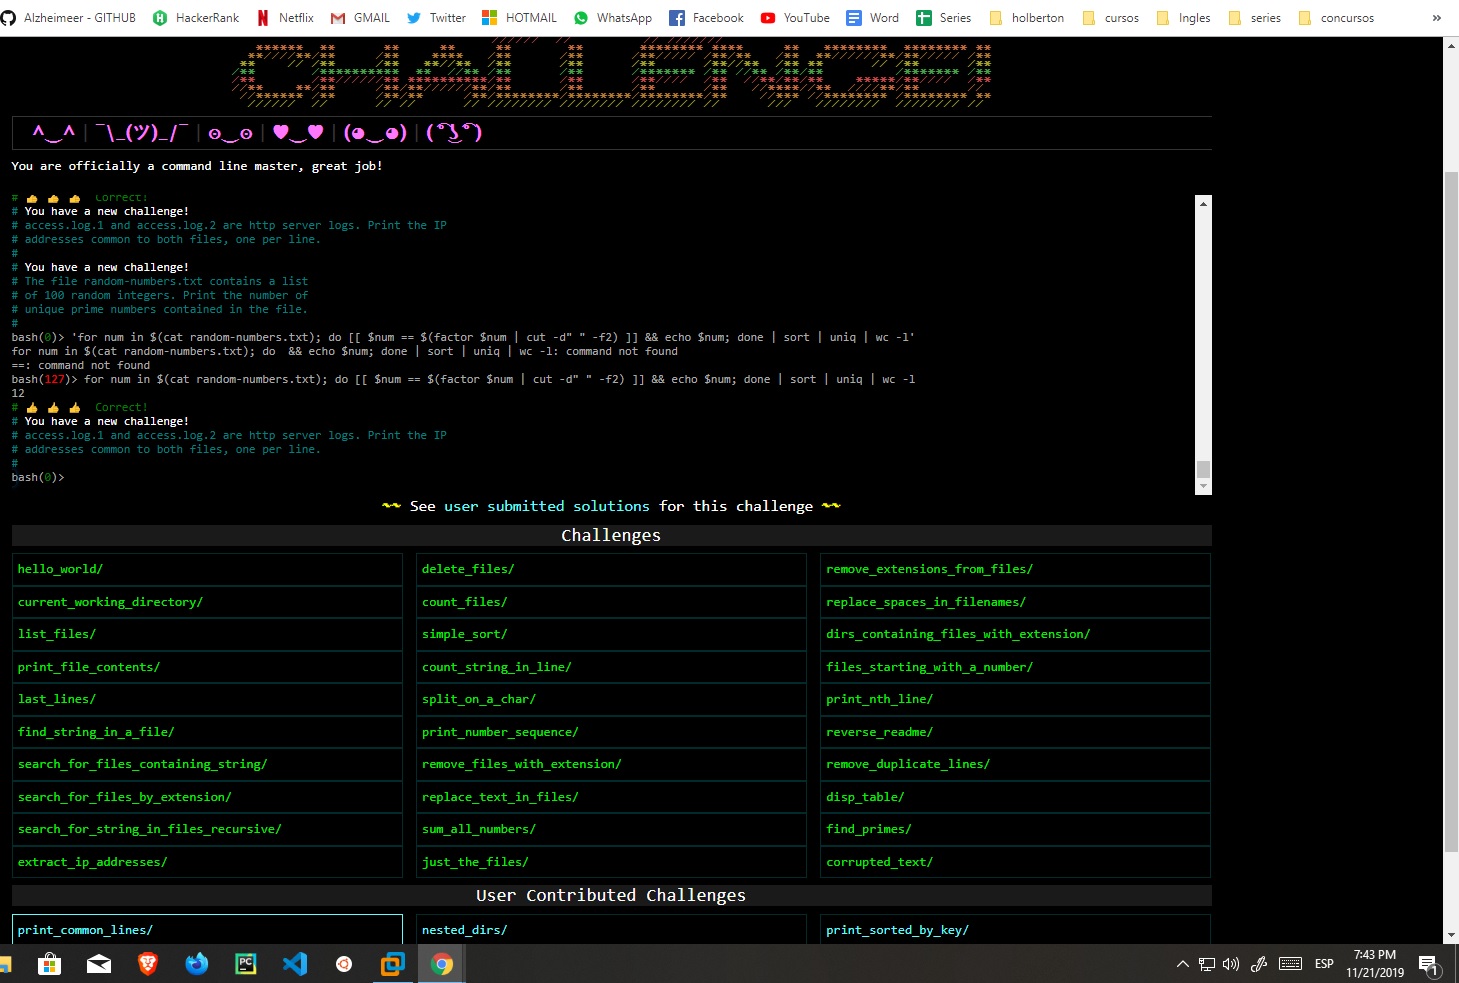 Alzheimeer - GITHUB HackerRank Netflix GMAIL Twitter HOTMAIL WhatsApp Facebook YouTube Word Series holberton cursos Ingles series concursos »
CHALLENGE!
^‿^ | ¯\_(ツ)_/¯ | ʘ‿ʘ | ♥‿♥ | (◕‿◕) | ( ͡° ͜ʖ ͡°)
You are officially a command line master, great job!
# 👍 👍 👍 Correct!
# You have a new challenge!
# access.log.1 and access.log.2 are http server logs. Print the IP
# addresses common to both files, one per line.
#
# You have a new challenge!
# The file random-numbers.txt contains a list
# of 100 random integers. Print the number of
# unique prime numbers contained in the file.
#
bash(0)> 'for num in $(cat random-numbers.txt); do [[ $num == $(factor $num | cut -d" " -f2) ]] && echo $num; done | sort | uniq | wc -l'
for num in $(cat random-numbers.txt); do  && echo $num; done | sort | uniq | wc -l: command not found
==: command not found
bash(127)> for num in $(cat random-numbers.txt); do [[ $num == $(factor $num | cut -d" " -f2) ]] && echo $num; done | sort | uniq | wc -l
12
# 👍 👍 👍 Correct!
# You have a new challenge!
# access.log.1 and access.log.2 are http server logs. Print the IP
# addresses common to both files, one per line.
#
bash(0)>
~~ See user submitted solutions for this challenge ~~
Challenges
hello_world/ delete_files/ remove_extensions_from_files/
current_working_directory/ count_files/ replace_spaces_in_filenames/
list_files/ simple_sort/ dirs_containing_files_with_extension/
print_file_contents/ count_string_in_line/ files_starting_with_a_number/
last_lines/ split_on_a_char/ print_nth_line/
find_string_in_a_file/ print_number_sequence/ reverse_readme/
search_for_files_containing_string/ remove_files_with_extension/ remove_duplicate_lines/
search_for_files_by_extension/ replace_text_in_files/ disp_table/
search_for_string_in_files_recursive/ sum_all_numbers/ find_primes/
extract_ip_addresses/ just_the_files/ corrupted_text/
User Contributed Challenges
print_common_lines/ nested_dirs/ print_sorted_by_key/
PC ESP 7:43 PM 1
11/21/2019